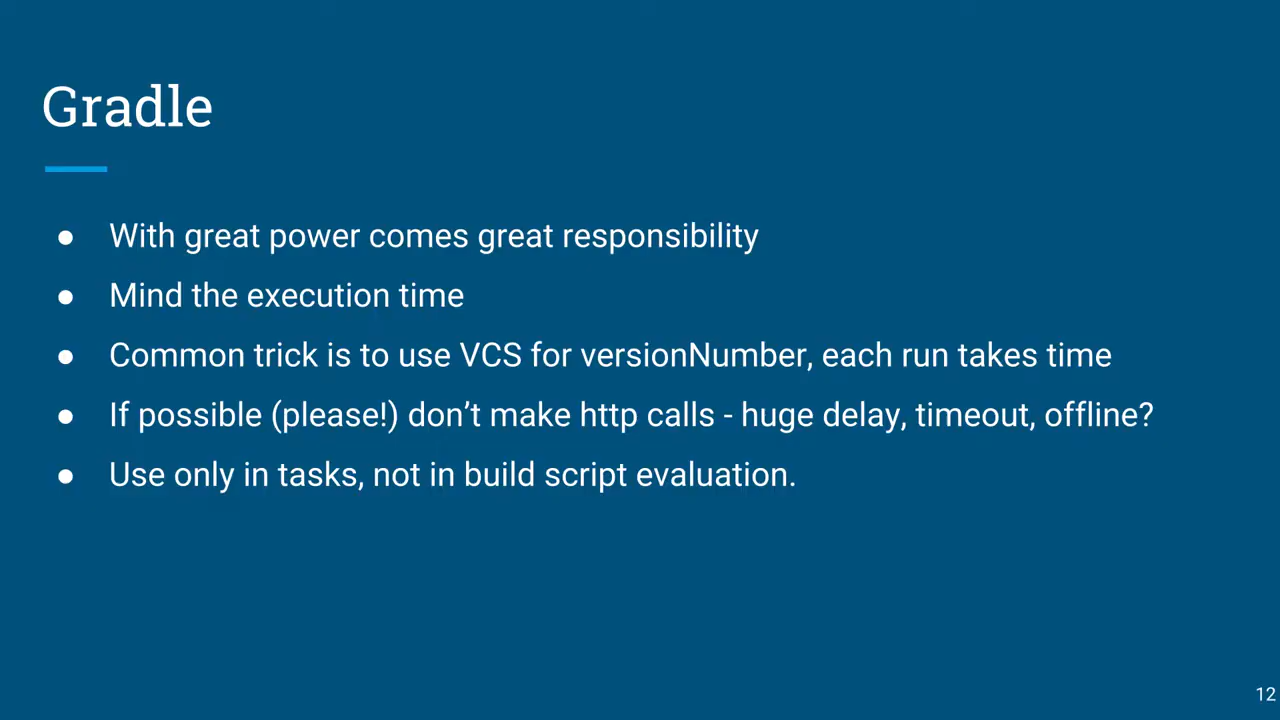 Gradle
● With great power comes great responsibility
● Mind the execution time
● Common trick is to use VCS for versionNumber, each run takes time
● If possible (please!) don’t make http calls - huge delay, timeout, offline?
● Use only in tasks, not in build script evaluation.
12